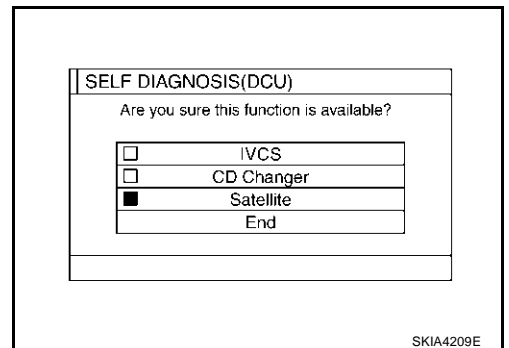 SELF DIAGNOSIS(DCU)
Are you sure this function is available?
IVCS
CD Changer
Satellite
End
SKIA4209E